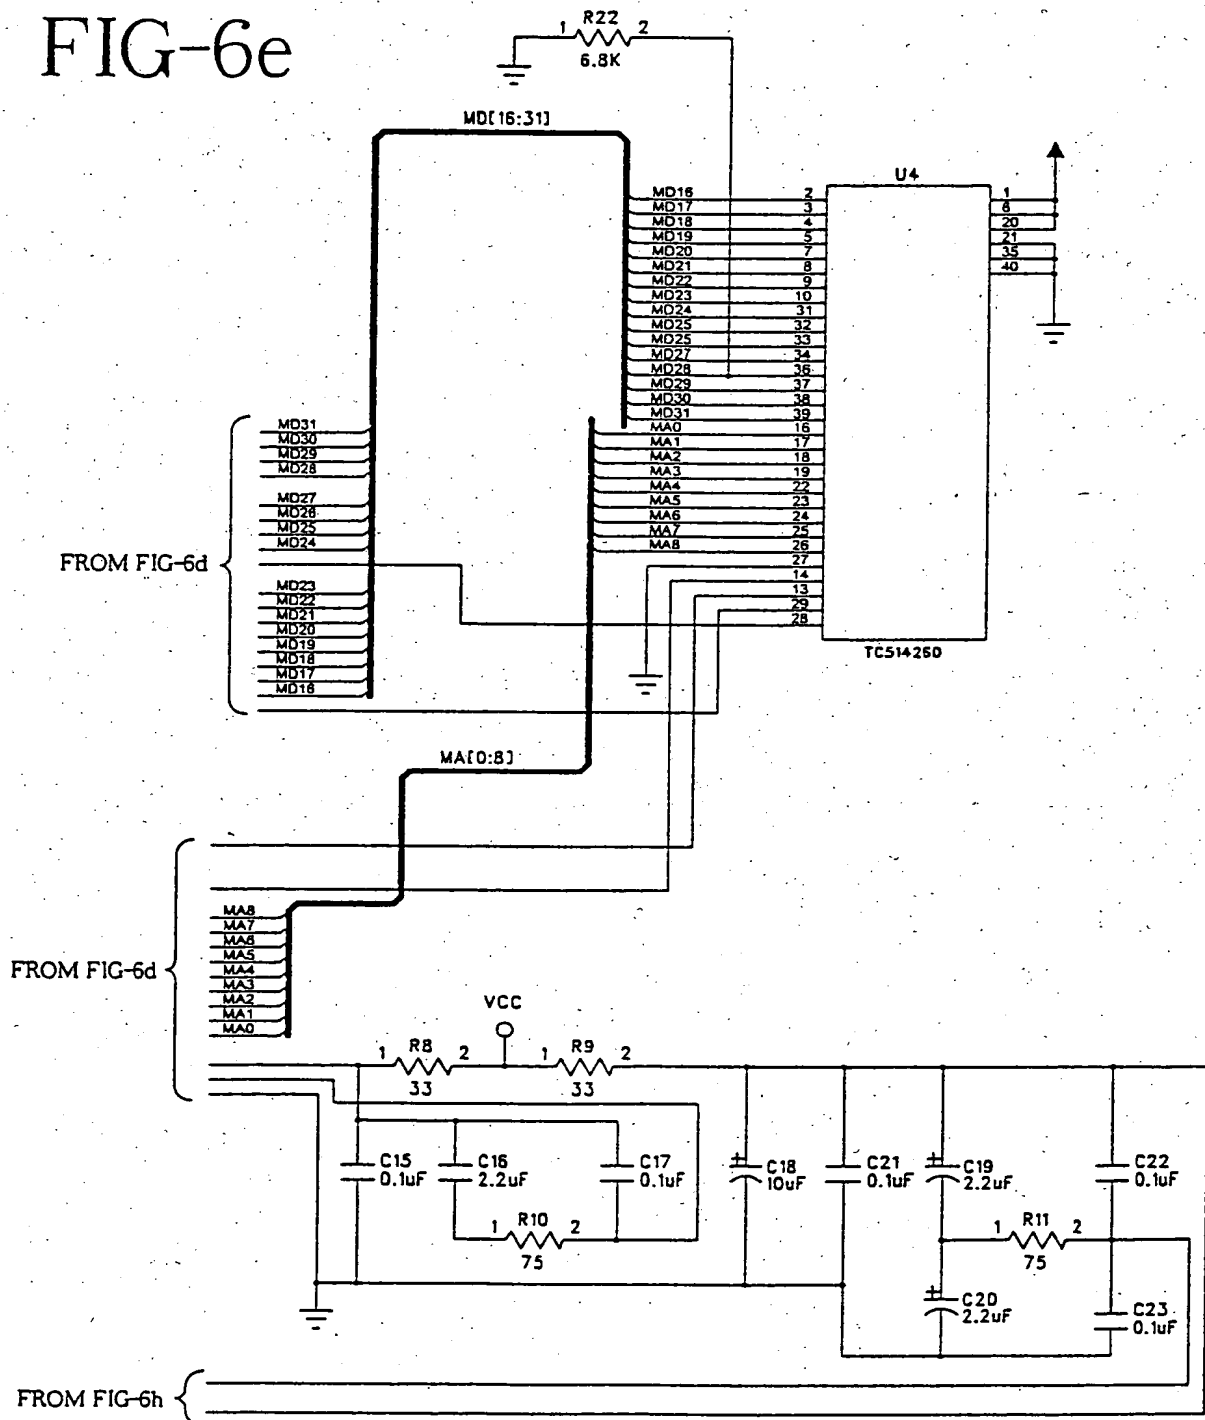 FIG-6e
1 R22 2
6.8K
MD[16:31]
U4
MD16 2
MD17 3
MD18 4
MD19 5
MD20 7
MD21 8
MD22 9
MD23 10
MD24 31
MD25 32
MD25 33
MD27 34
MD28 36
MD29 37
MD30 38
MD31 39
MA0 16
MA1 17
MA2 18
MA3 19
MA4 22
MA5 23
MA6 24
MA7 25
MA8 26
27
14
13
29
28
1
6
20
21
35
40
TC514260
MD31
MD30
MD29
MD28
MD27
MD26
MD25
MD24
FROM FIG-6d
MD23
MD22
MD21
MD20
MD19
MD18
MD17
MD16
MA[0:8]
MA8
MA7
MA6
MA5
MA4
MA3
MA2
MA1
MA0
FROM FIG-6d
VCC
1 R8 2
33
1 R9 2
33
C15
0.1uF
C16
2.2uF
C17
0.1uF
C18
10uF
C21
0.1uF
C19
2.2uF
C22
0.1uF
1 R10 2
75
1 R11 2
75
C20
2.2uF
C23
0.1uF
FROM FIG-6h